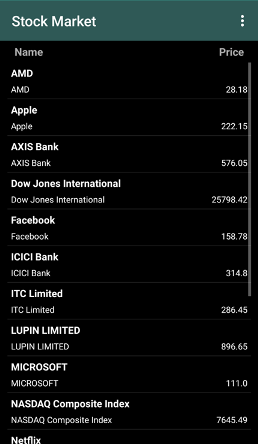 Stock Market
Name Price
AMD
AMD 28.18
Apple
Apple 222.15
AXIS Bank
AXIS Bank 576.05
Dow Jones International
Dow Jones International 25798.42
Facebook
Facebook 158.78
ICICI Bank
ICICI Bank 314.8
ITC Limited
ITC Limited 286.45
LUPIN LIMITED
LUPIN LIMITED 896.65
MICROSOFT
MICROSOFT 111.0
NASDAQ Composite Index
NASDAQ Composite Index 7645.49
Netflix